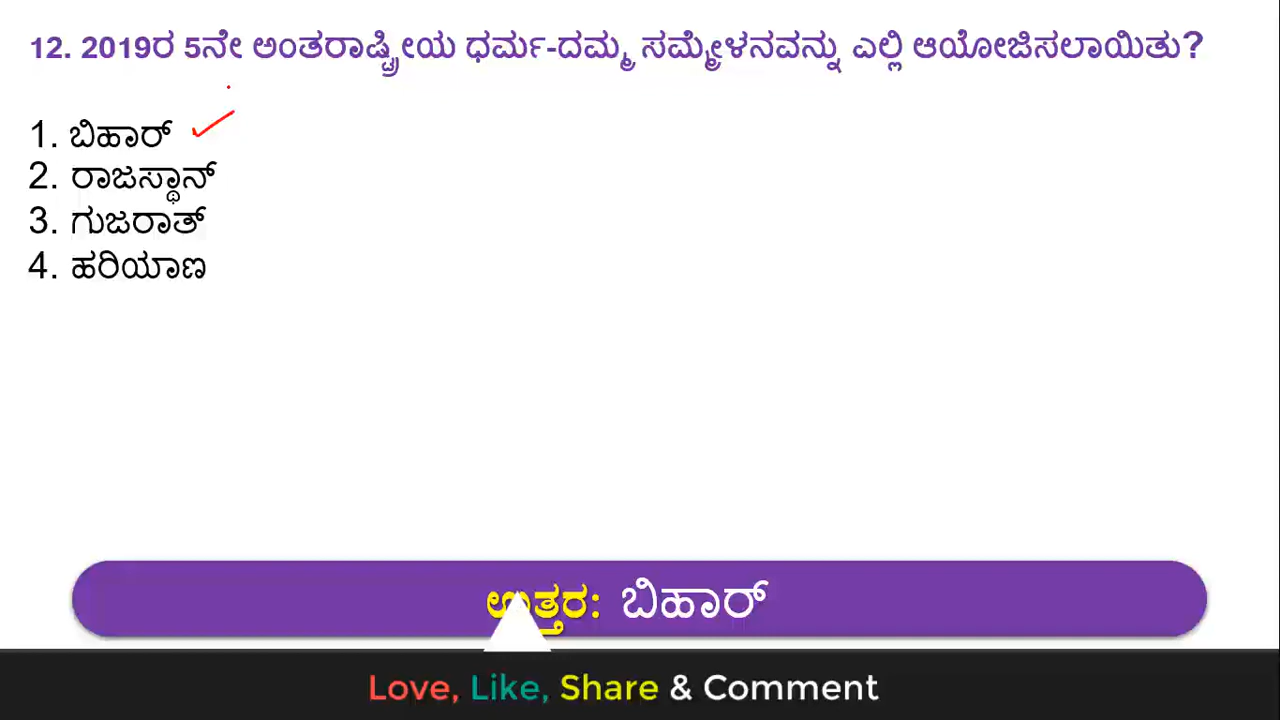 12. 2019ರ 5ನೇ ಅಂತರಾಷ್ಟ್ರೀಯ ಧರ್ಮ-ದಮ್ಮ ಸಮ್ಮೇಳನವನ್ನು ಎಲ್ಲಿ ಆಯೋಜಿಸಲಾಯಿತು?
1. ಬಿಹಾರ್
2. ರಾಜಸ್ಥಾನ್
3. ಗುಜರಾತ್
4. ಹರಿಯಾಣ
ಉತ್ತರ: ಬಿಹಾರ್
Love, Like, Share & Comment